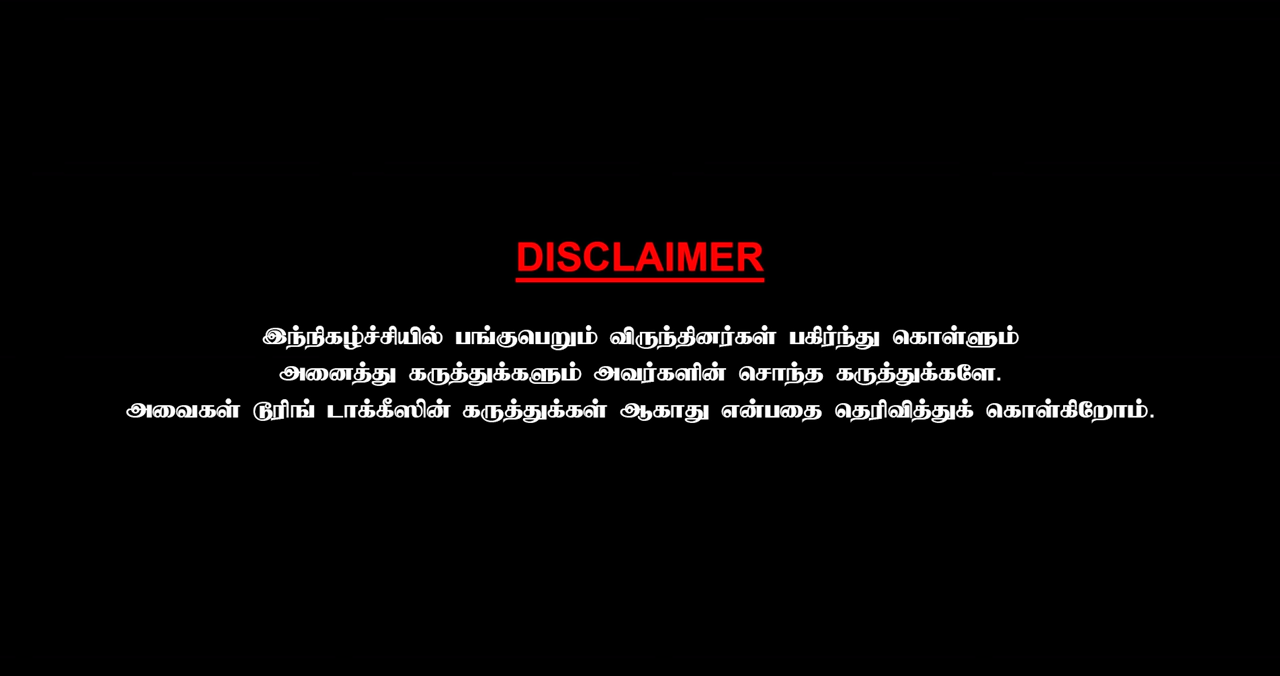 DISCLAIMER
இந்நிகழ்ச்சியில் பங்குபெறும் விருந்தினர்கள் பகிர்ந்து கொள்ளும்
அனைத்து கருத்துக்களும் அவர்களின் சொந்த கருத்துக்களே.
அவைகள் டூரிங் டாக்கீஸின் கருத்துக்கள் ஆகாது என்பதை தெரிவித்துக் கொள்கிறோம்.